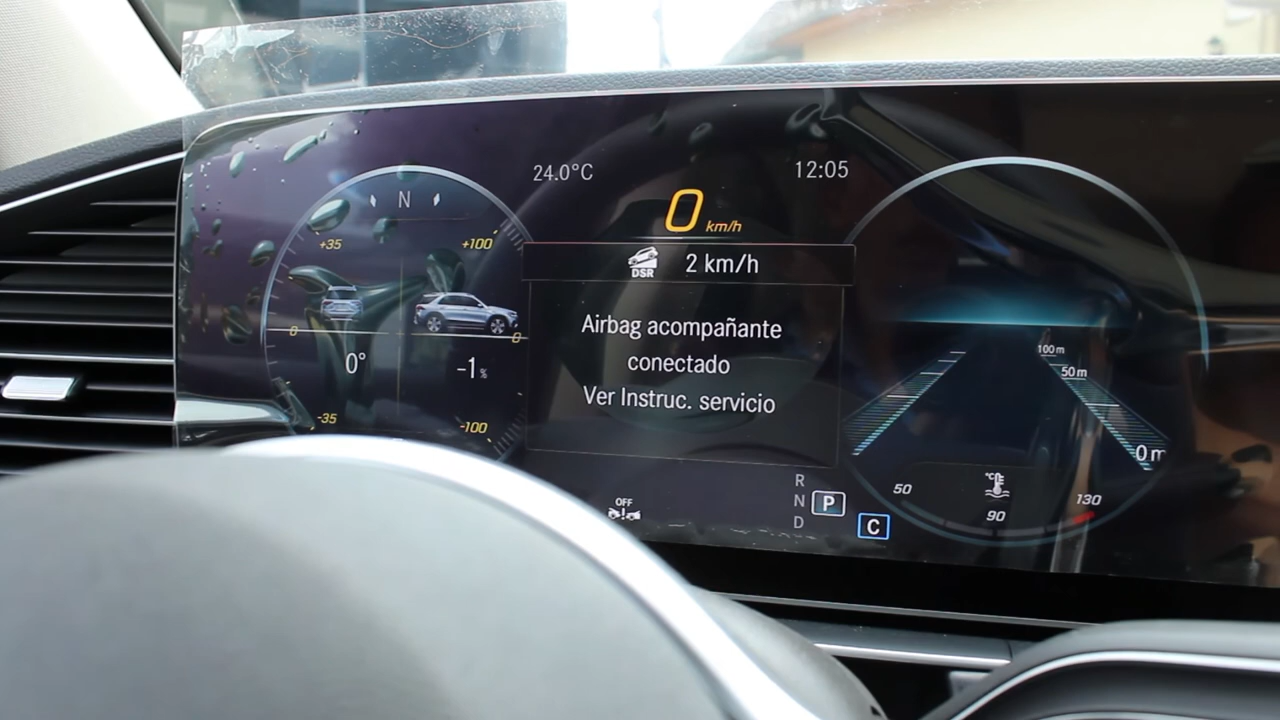 24.0°C 12:05
N
0 km/h
+35 +100
DSR 2 km/h
0 0
Airbag acompañante
conectado
Ver Instruc. servicio
0° -1 %
-35 -100
100 m
50 m
0 m
OFF
R
N P
D C
50 °C 130
90